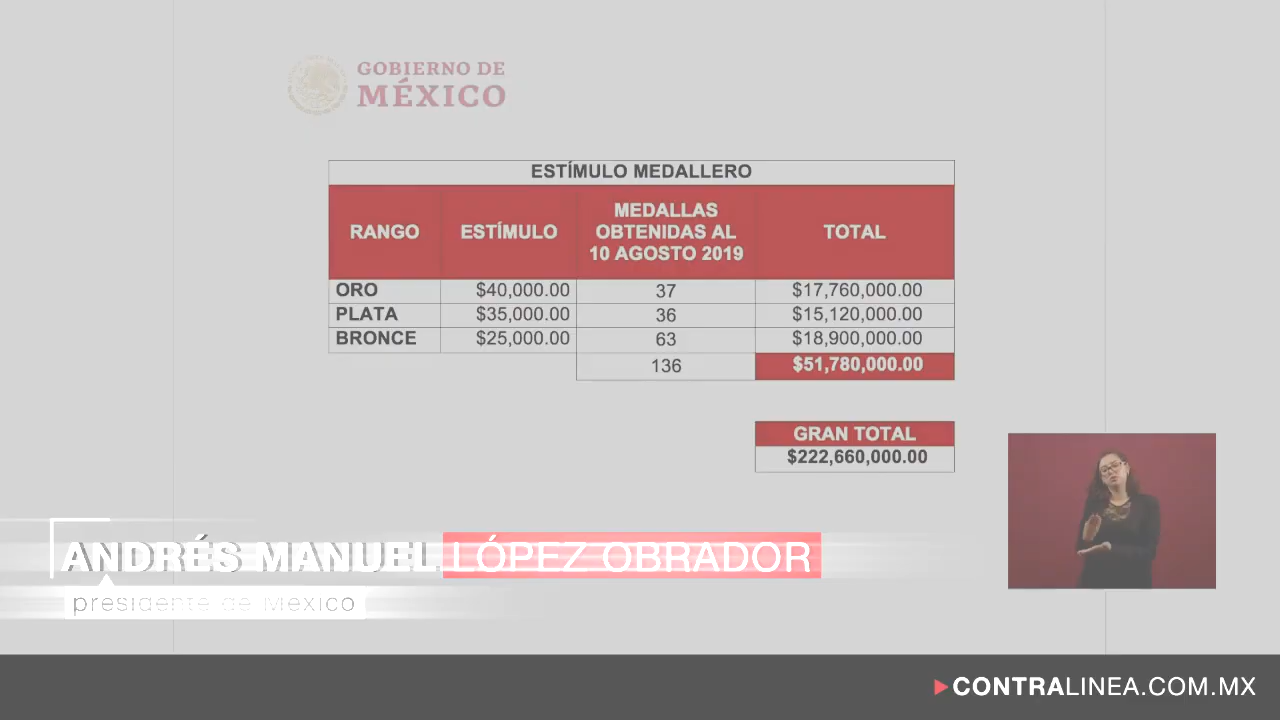 GOBIERNO DE
MÉXICO
ESTÍMULO MEDALLERO
RANGO ESTÍMULO MEDALLAS OBTENIDAS AL 10 AGOSTO 2019 TOTAL
ORO $40,000.00 37 $17,760,000.00
PLATA $35,000.00 36 $15,120,000.00
BRONCE $25,000.00 63 $18,900,000.00
136 $51,780,000.00
GRAN TOTAL
$222,660,000.00
ANDRÉS MANUEL LÓPEZ OBRADOR
presidente de México
CONTRALINEA.COM.MX